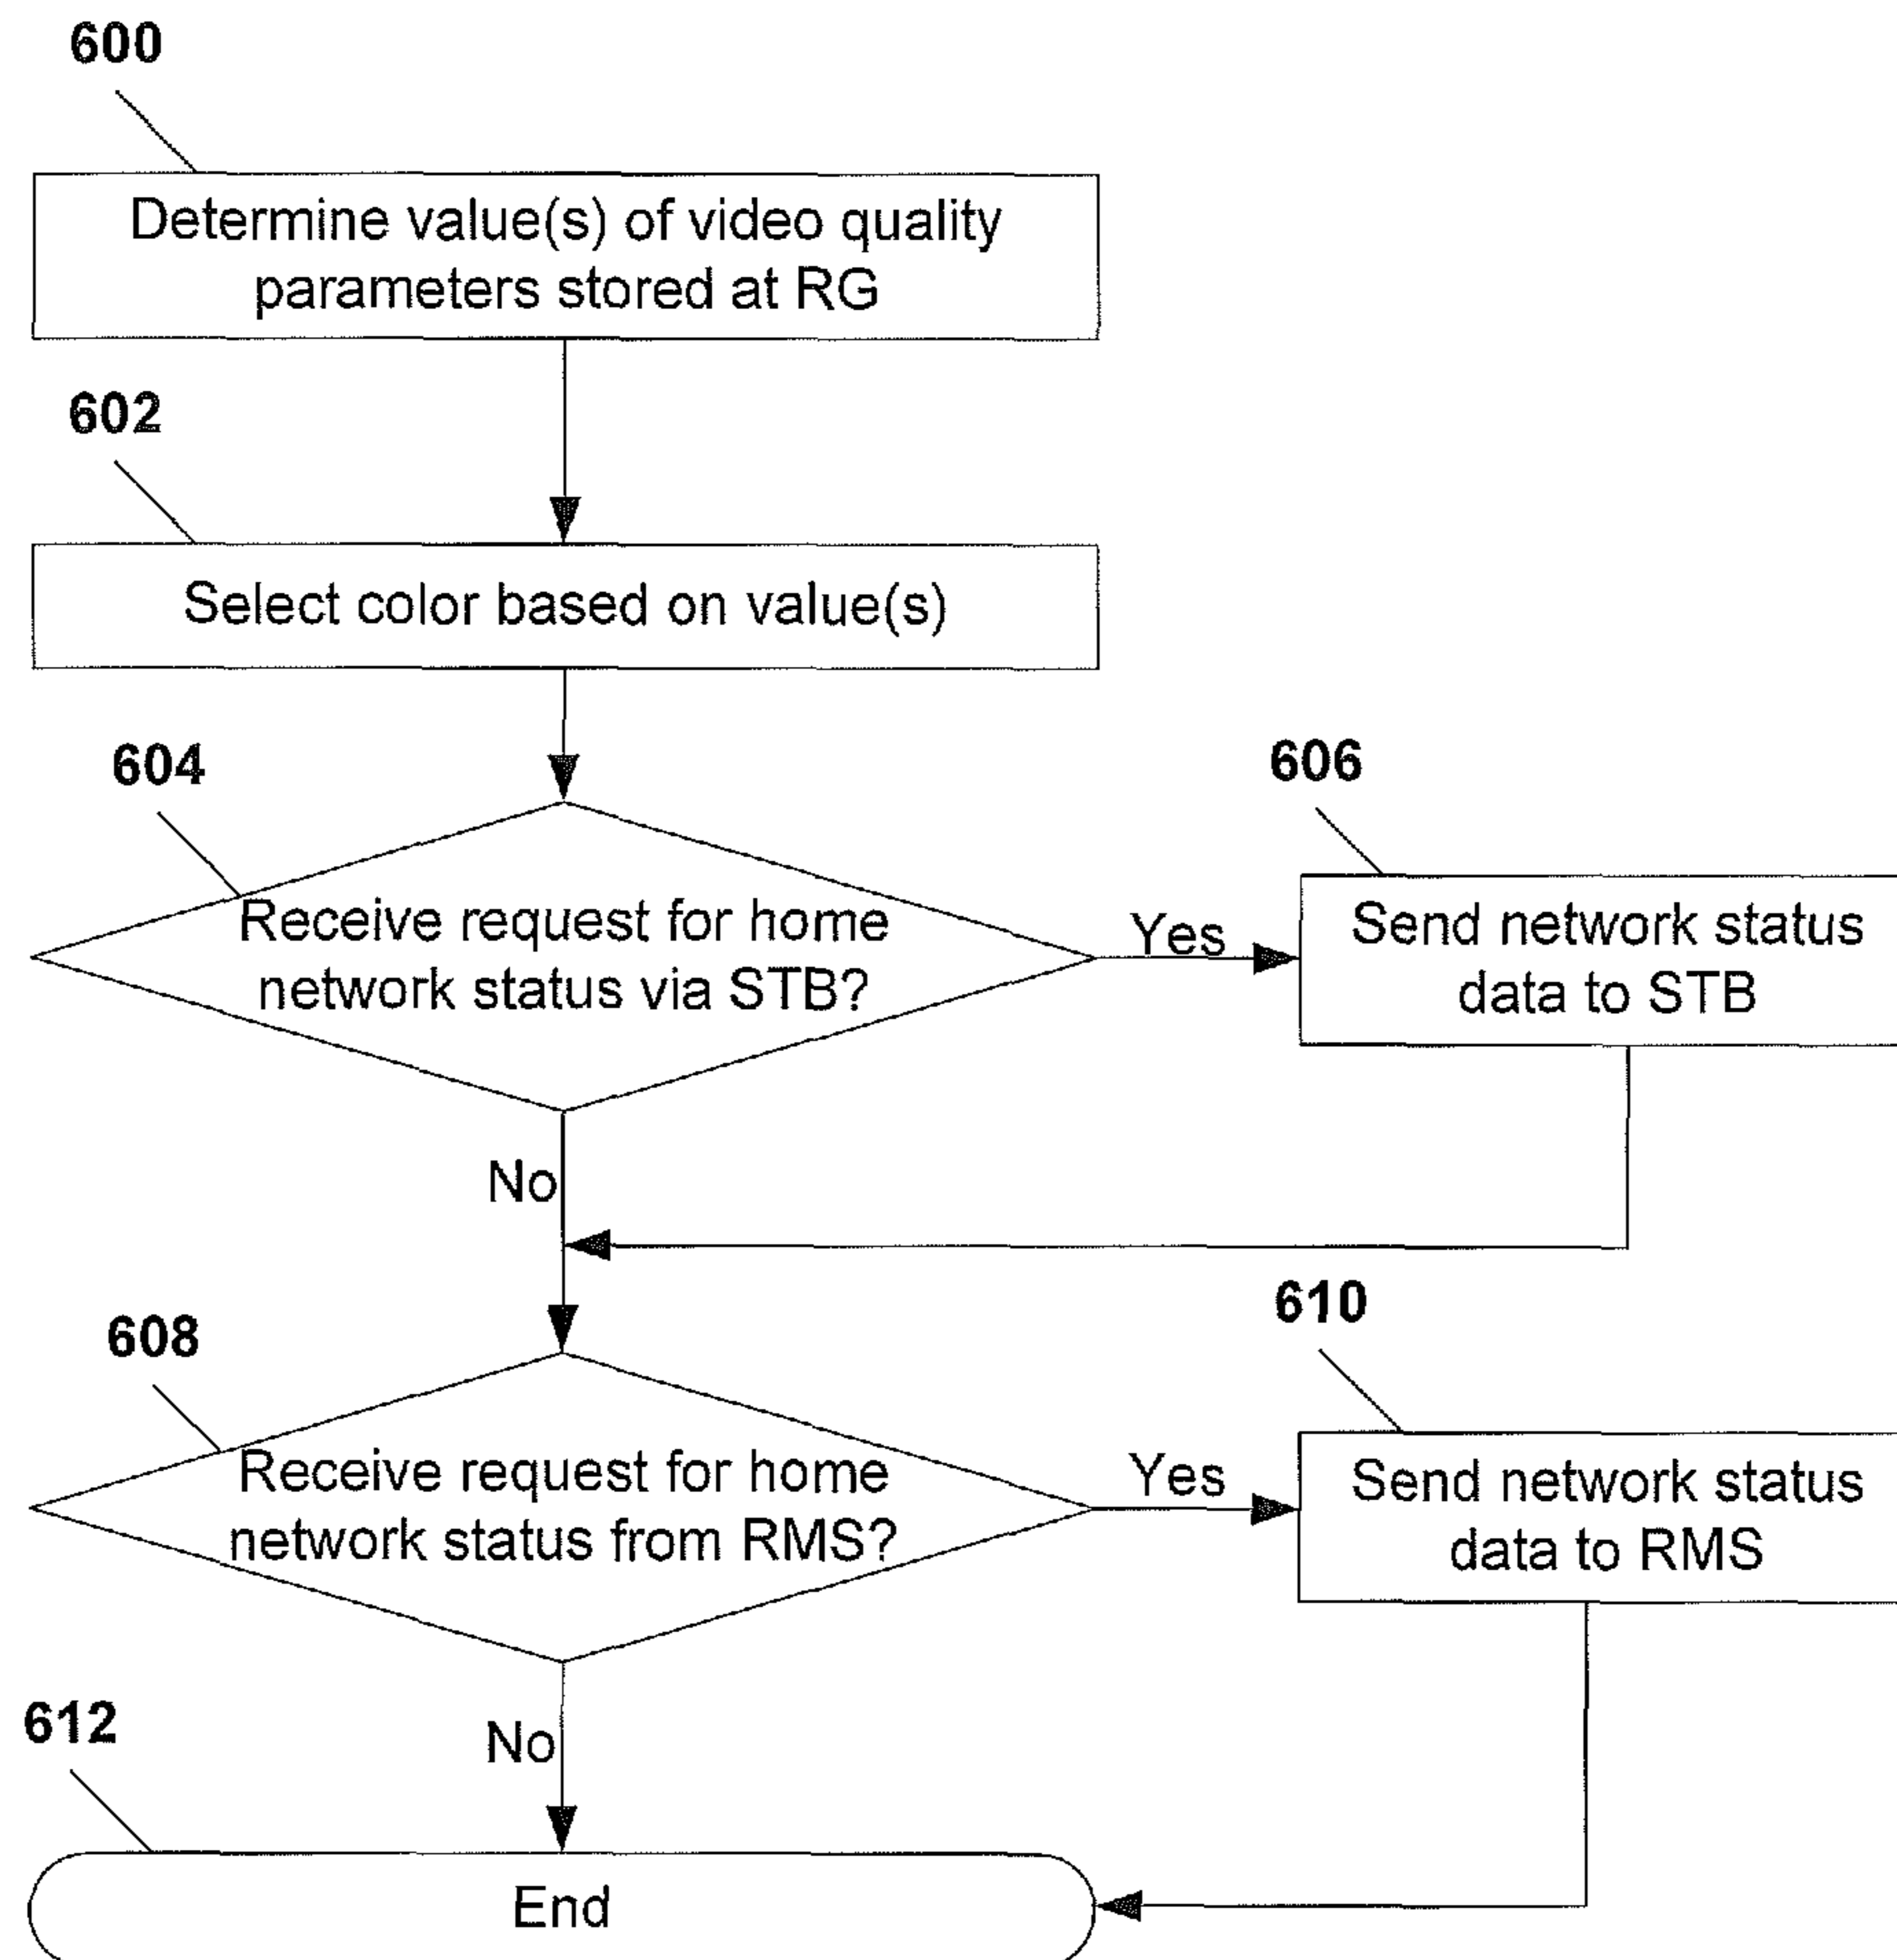 600
Determine value(s) of video quality
parameters stored at RG
602
Select color based on value(s)
604
Receive request for home
network status via STB?
Yes
606
Send network status
data to STB
No
608
Receive request for home
network status from RMS?
Yes
610
Send network status
data to RMS
No
612
End